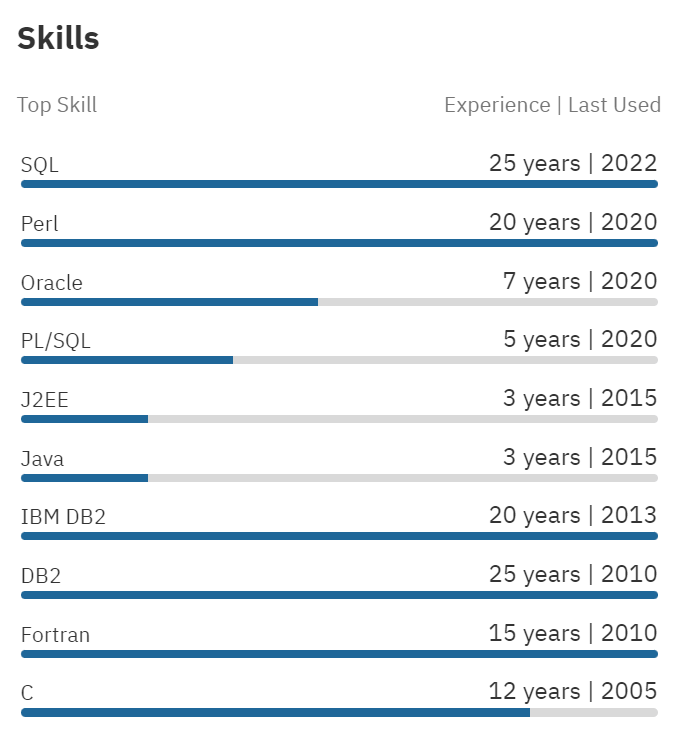 Skills
Top Skill Experience | Last Used
SQL 25 years | 2022
Perl 20 years | 2020
Oracle 7 years | 2020
PL/SQL 5 years | 2020
J2EE 3 years | 2015
Java 3 years | 2015
IBM DB2 20 years | 2013
DB2 25 years | 2010
Fortran 15 years | 2010
C 12 years | 2005